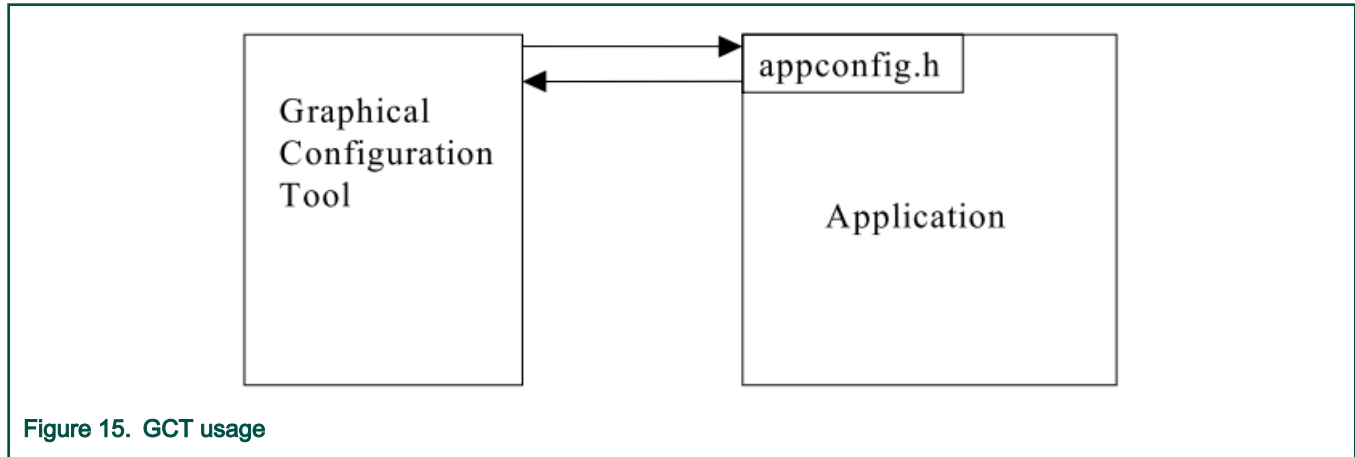 Graphical
Configuration
Tool
appconfig.h
Application
Figure 15. GCT usage